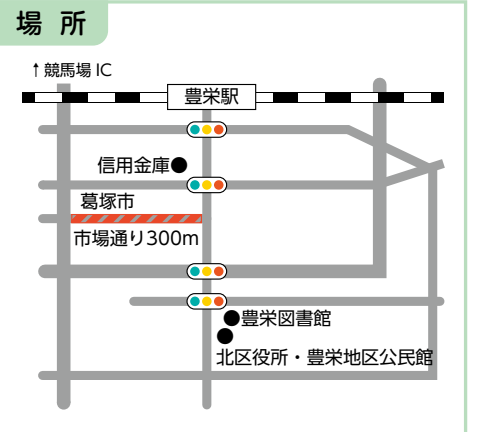 場所
↑競馬場 IC
豊栄駅
信用金庫●
葛塚市
市場通り300m
●豊栄図書館
●
北区役所・豊栄地区公民館